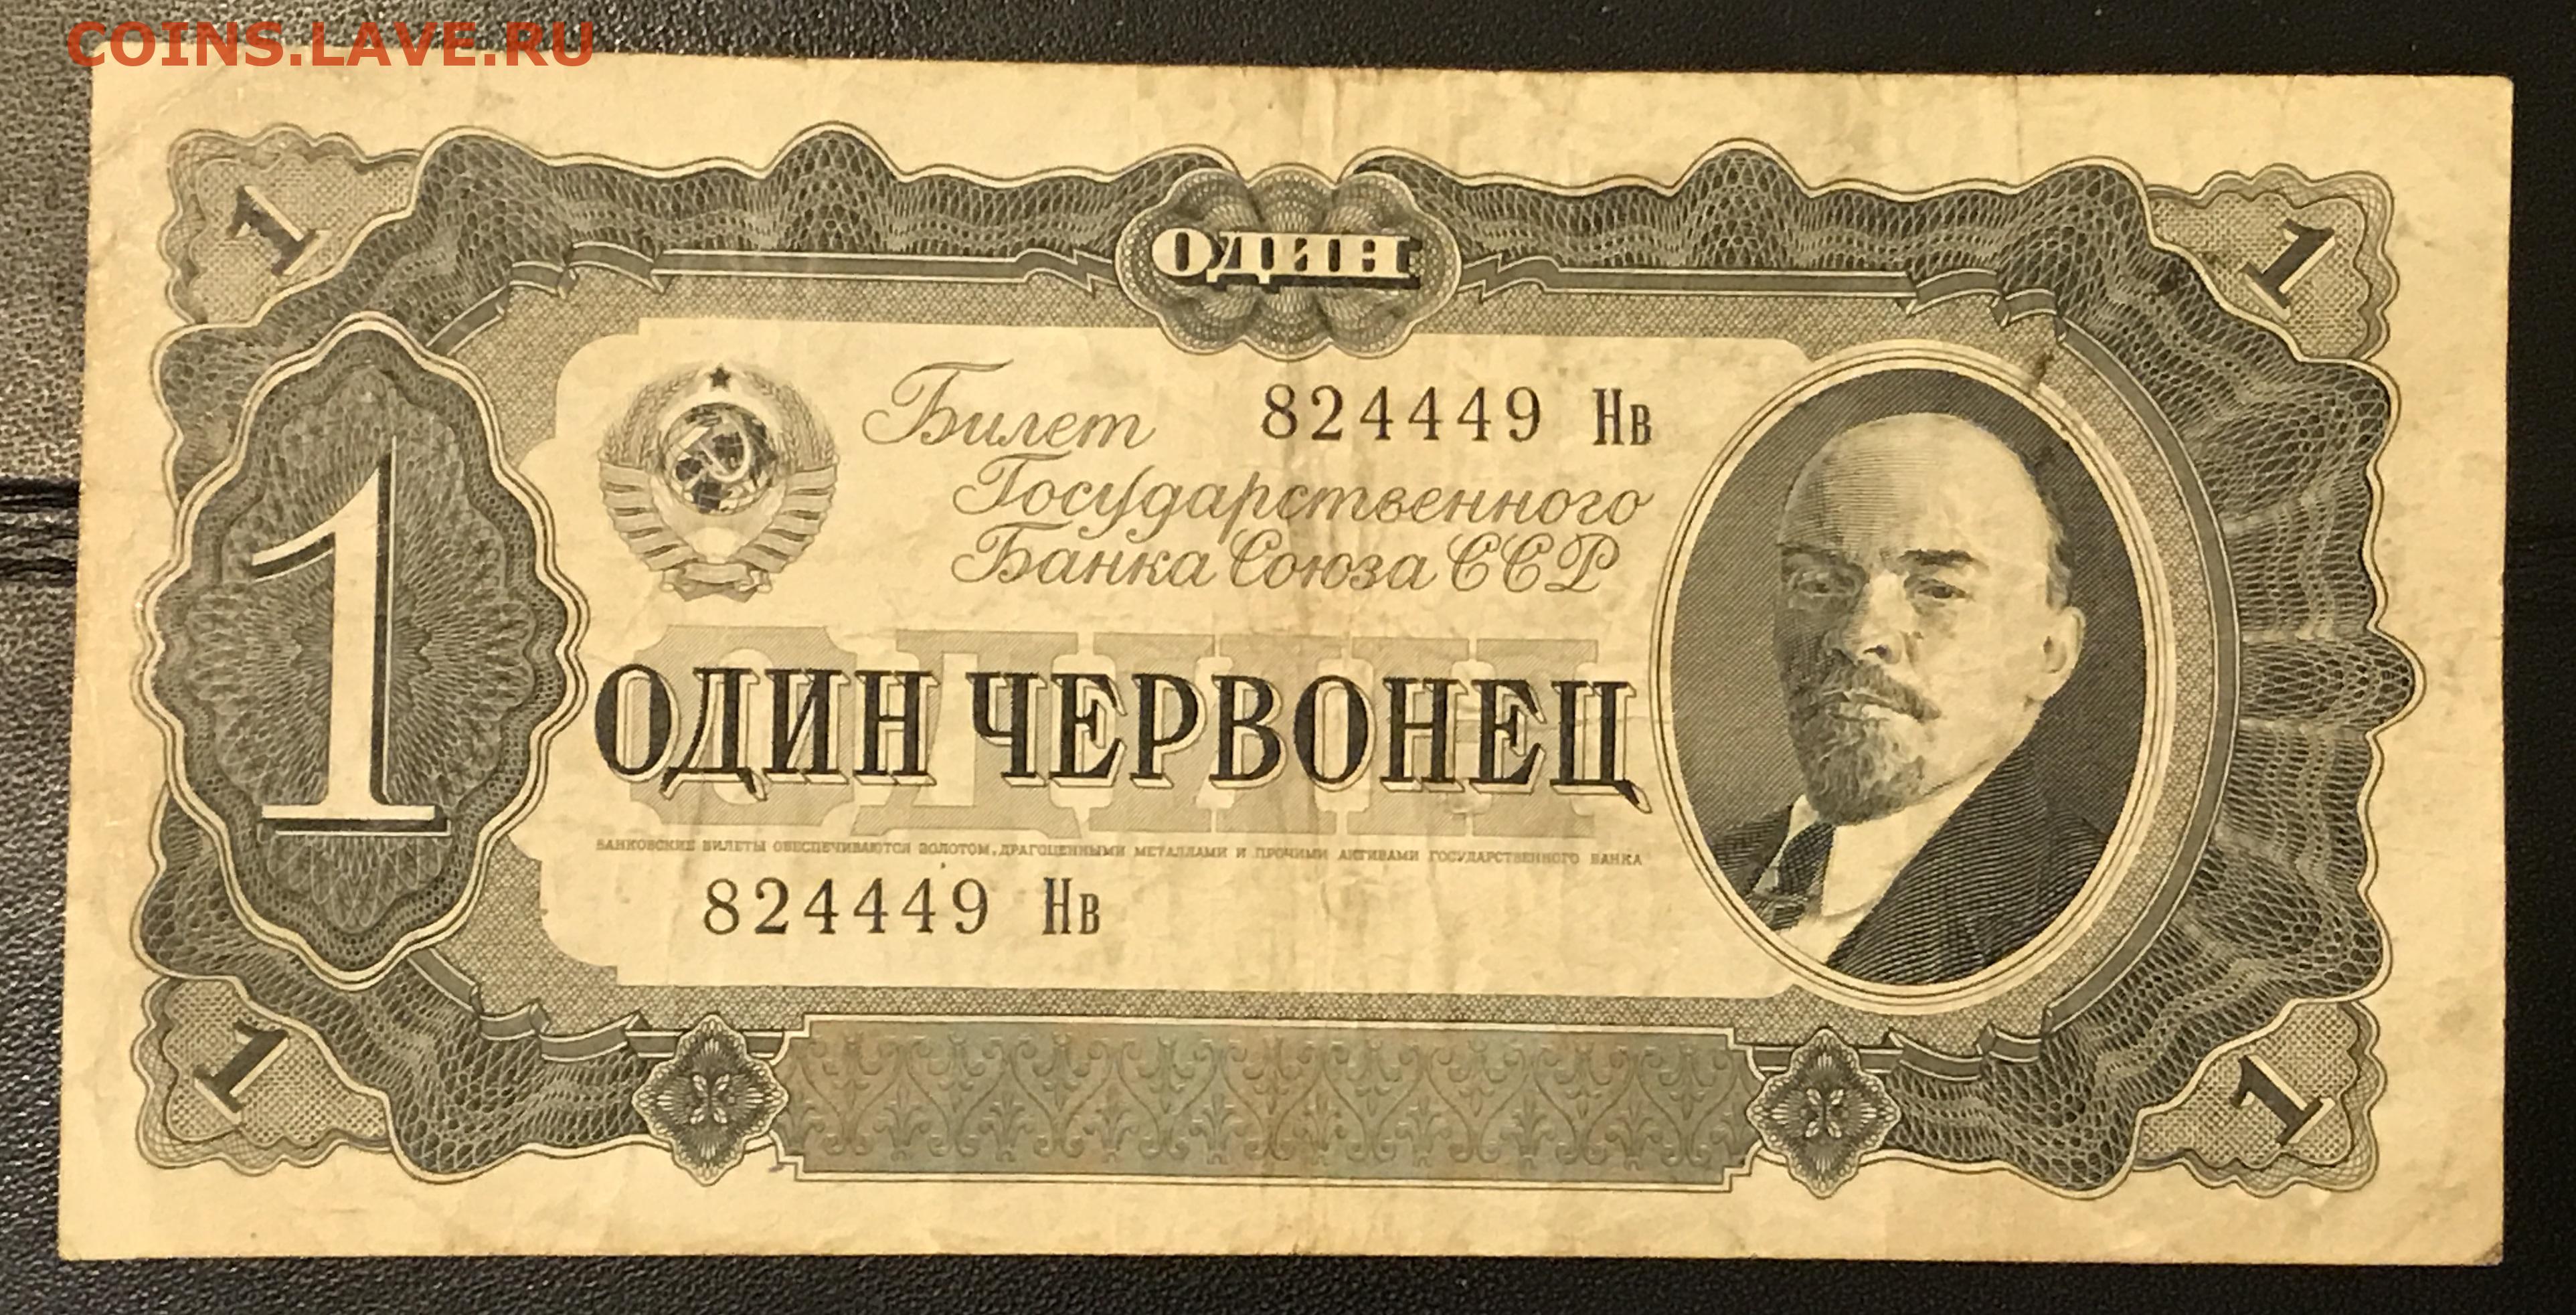 COINS.LAVE.RU
1
ОДИН
1
Билет 824449 Нв
Государственного
Банка Союза ССР
1
ОДИН
ОДИН ЧЕРВОНЕЦ
БАНКОВСКИЕ БИЛЕТЫ ОБЕСПЕЧИВАЮТСЯ ЗОЛОТОМ, ДРАГОЦЕННЫМИ МЕТАЛЛАМИ И ПРОЧИМИ АКТИВАМИ ГОСУДАРСТВЕННОГО БАНКА
824449 Нв
1
1